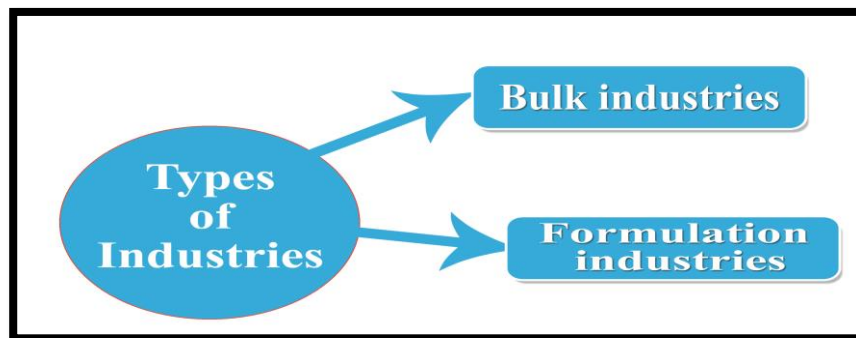 Types
of
Industries
Bulk industries
Formulation
industries